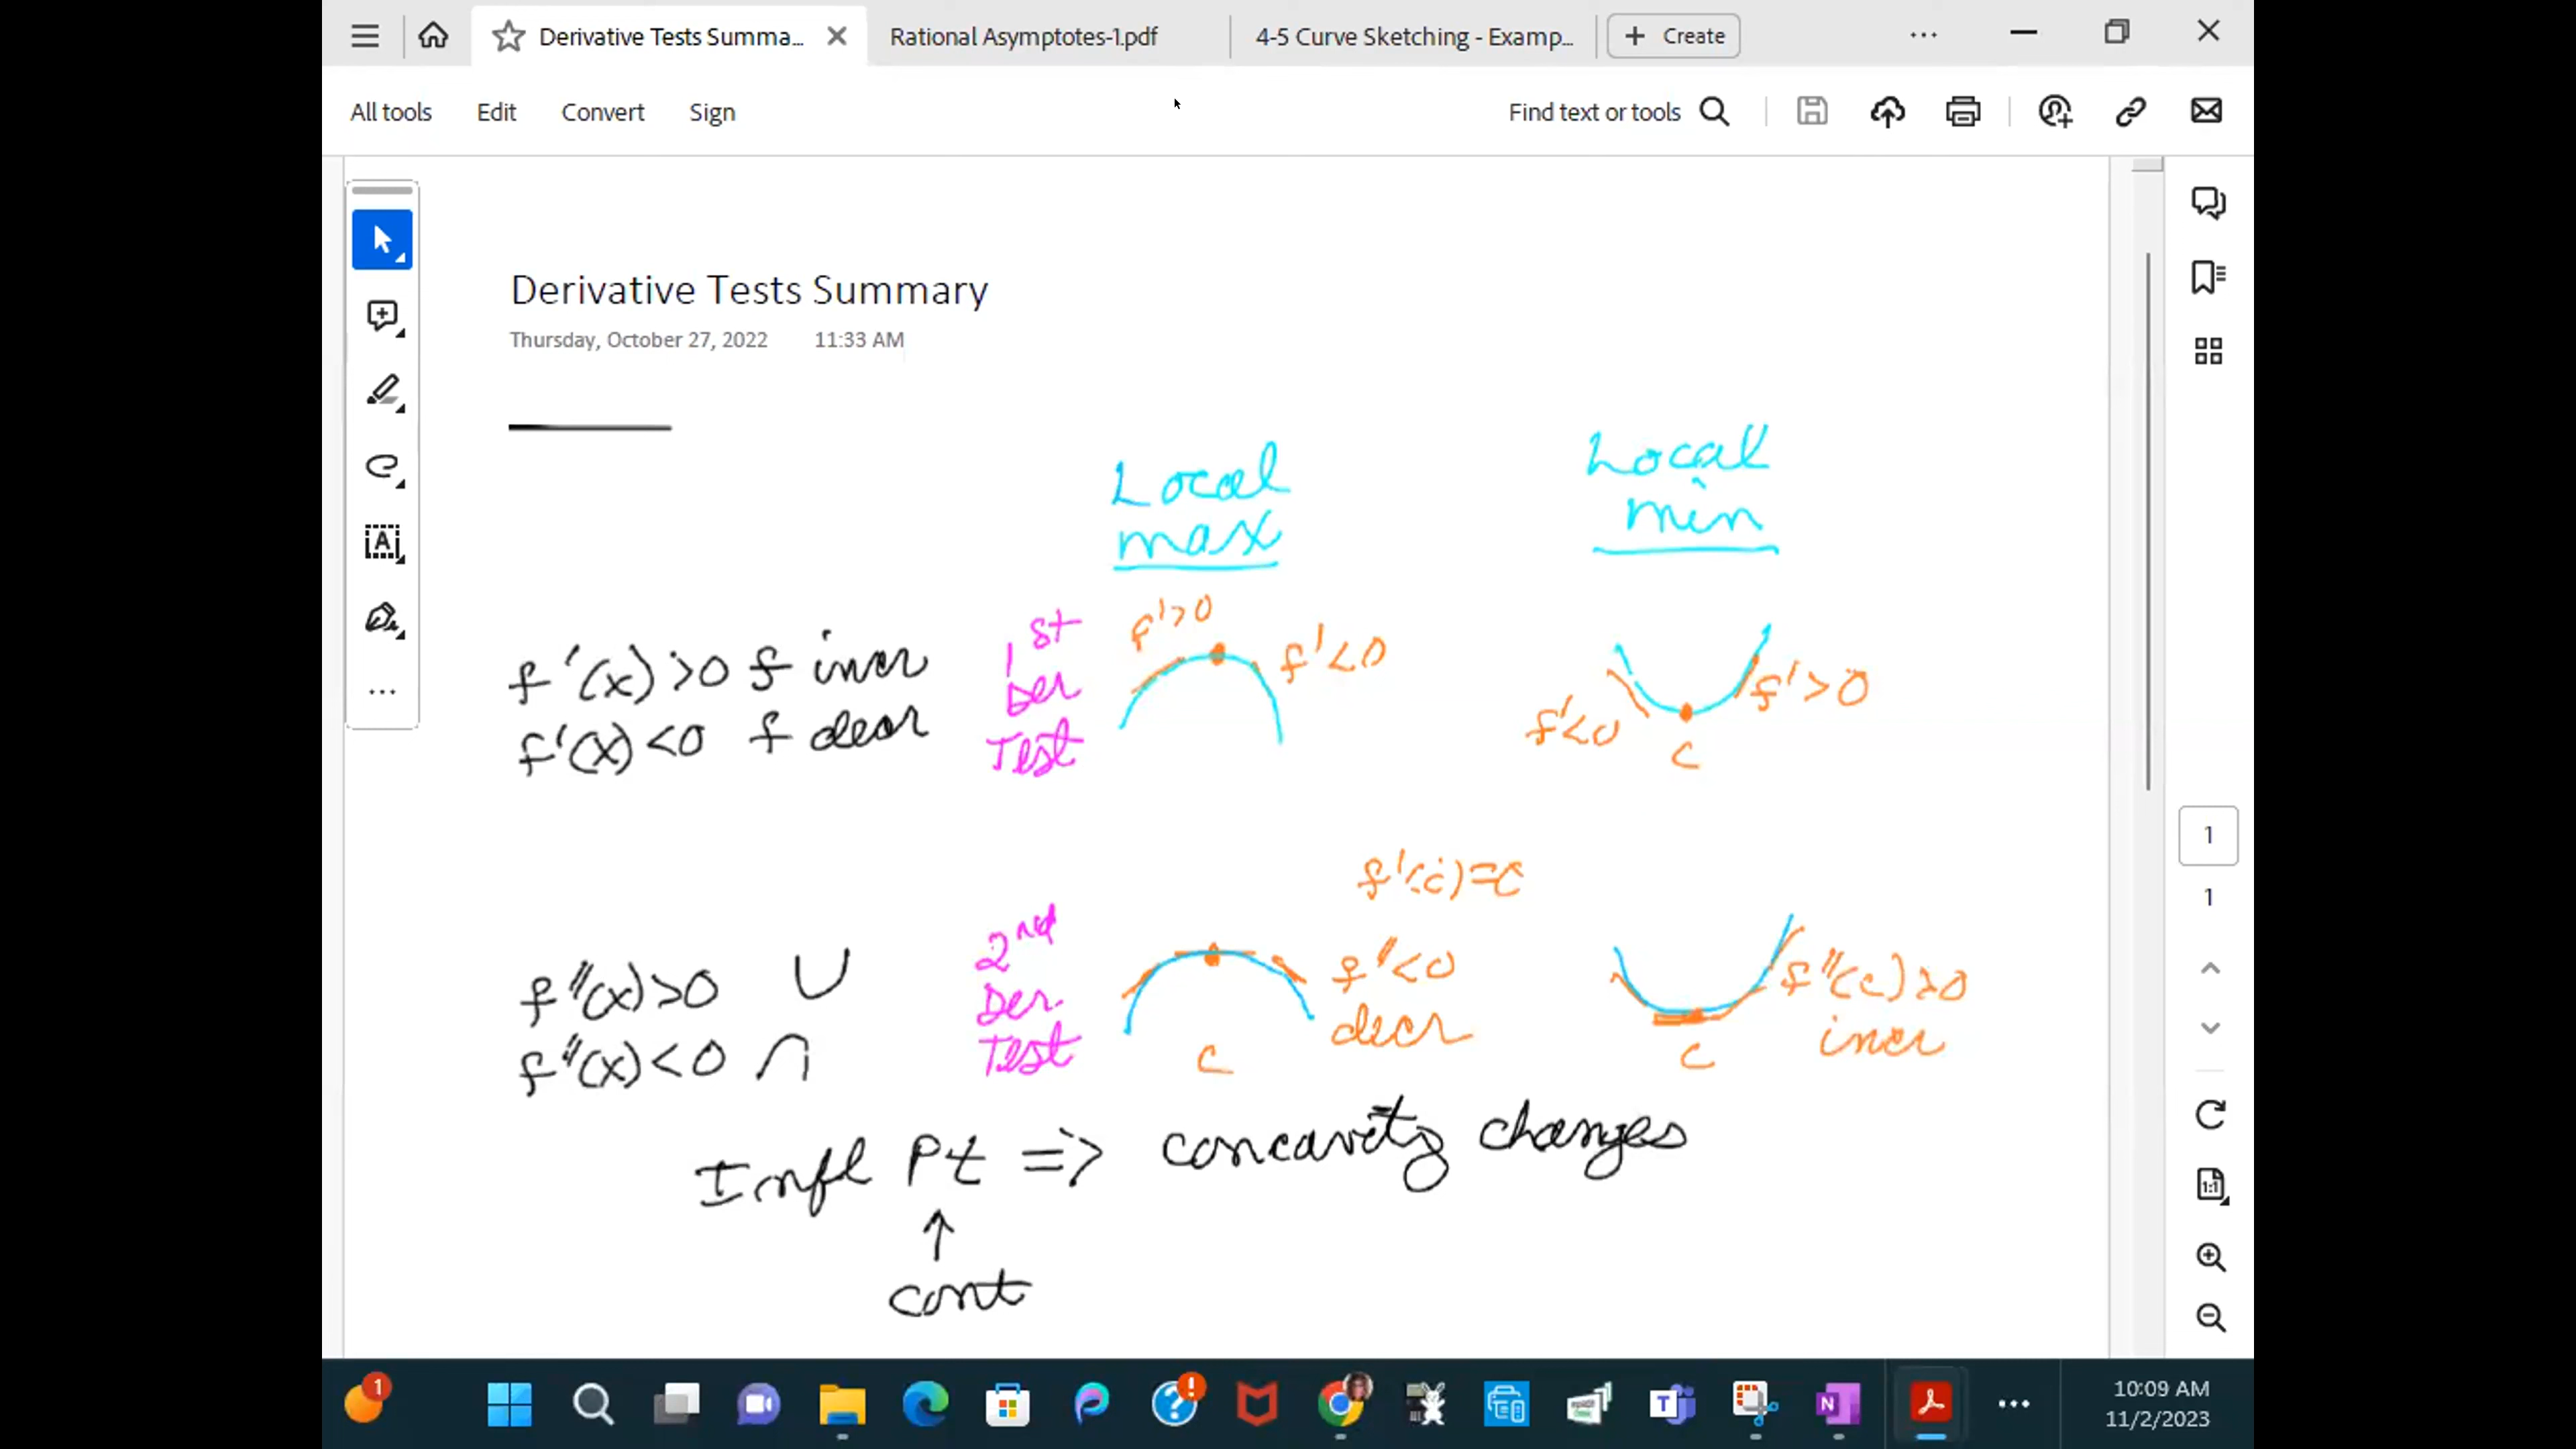 Derivative Tests Summa...
Rational Asymptotes-1.pdf
4-5 Curve Sketching - Examp...
+ Create
All tools Edit Convert Sign
Find text or tools
Derivative Tests Summary
Thursday, October 27, 2022 11:33 AM
Local max
Local min
f'(x) >0 f incr
f'(x) <0 f decr
1st Der Test
f'>0
f'<0
f'<0
f'>0
c
f'(c)=0
f''(x)>0 ∪
f''(x)<0 ∩
2nd Der. Test
f''<0
decr
c
f''(c)>0
incr
c
Infl Pt => concavity changes
↑
cont
1
1
1
10:09 AM
11/2/2023